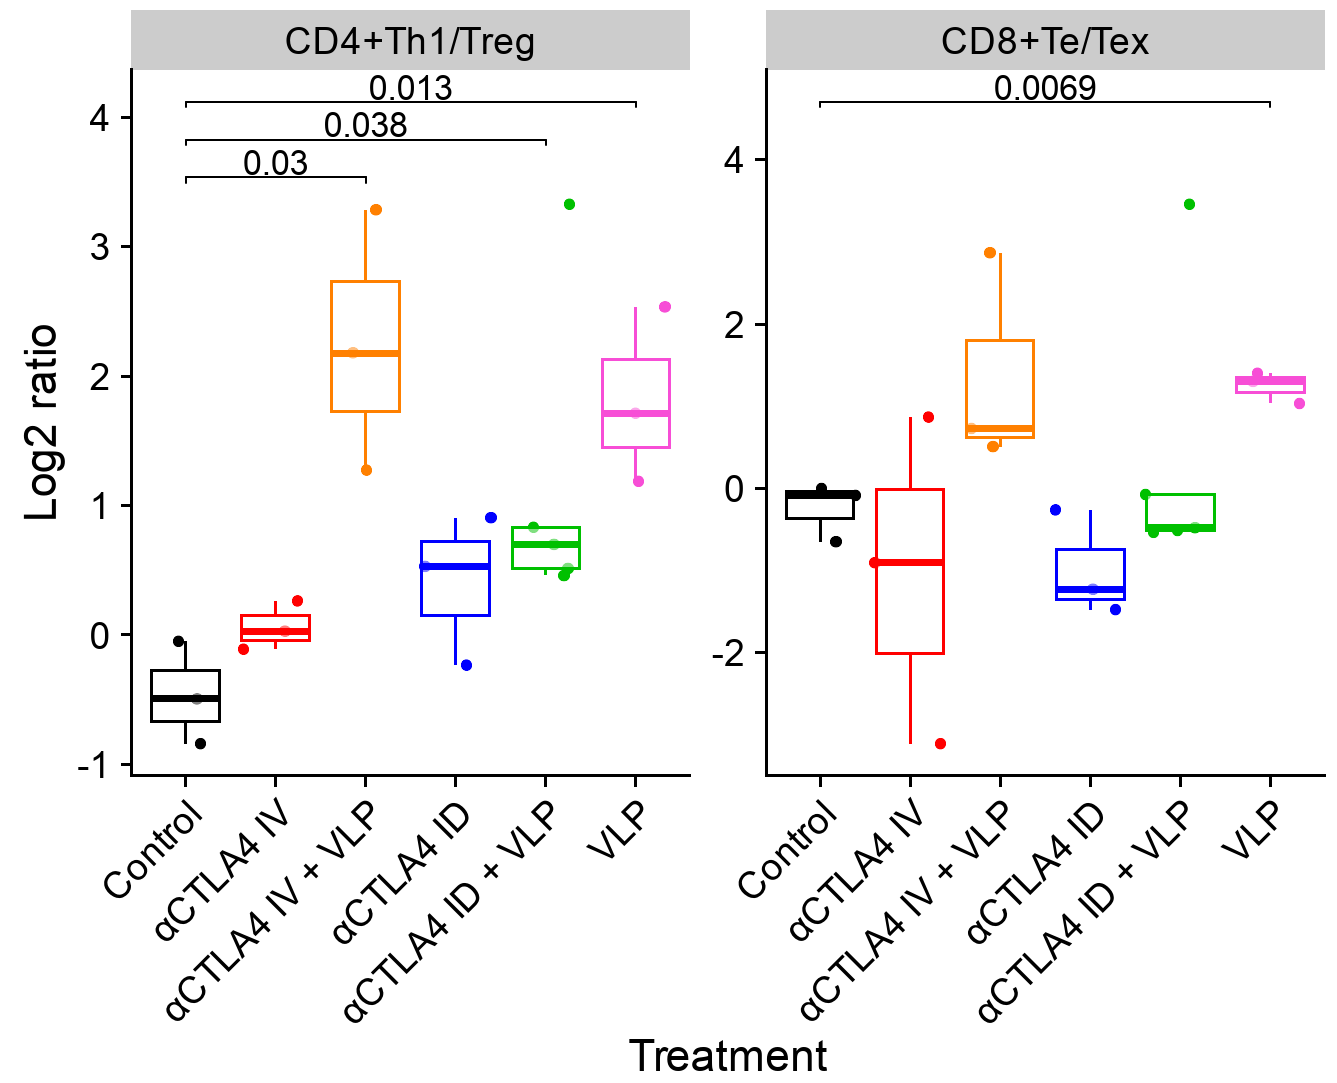 CD4+Th1/Treg
CD8+Te/Tex
0.013
0.038
0.03
0.0069
4
3
2
1
0
-1
4
2
0
-2
Log2 ratio
Control
αCTLA4 IV
αCTLA4 IV + VLP
αCTLA4 ID
αCTLA4 ID + VLP
VLP
Control
αCTLA4 IV
αCTLA4 IV + VLP
αCTLA4 ID
αCTLA4 ID + VLP
VLP
Treatment